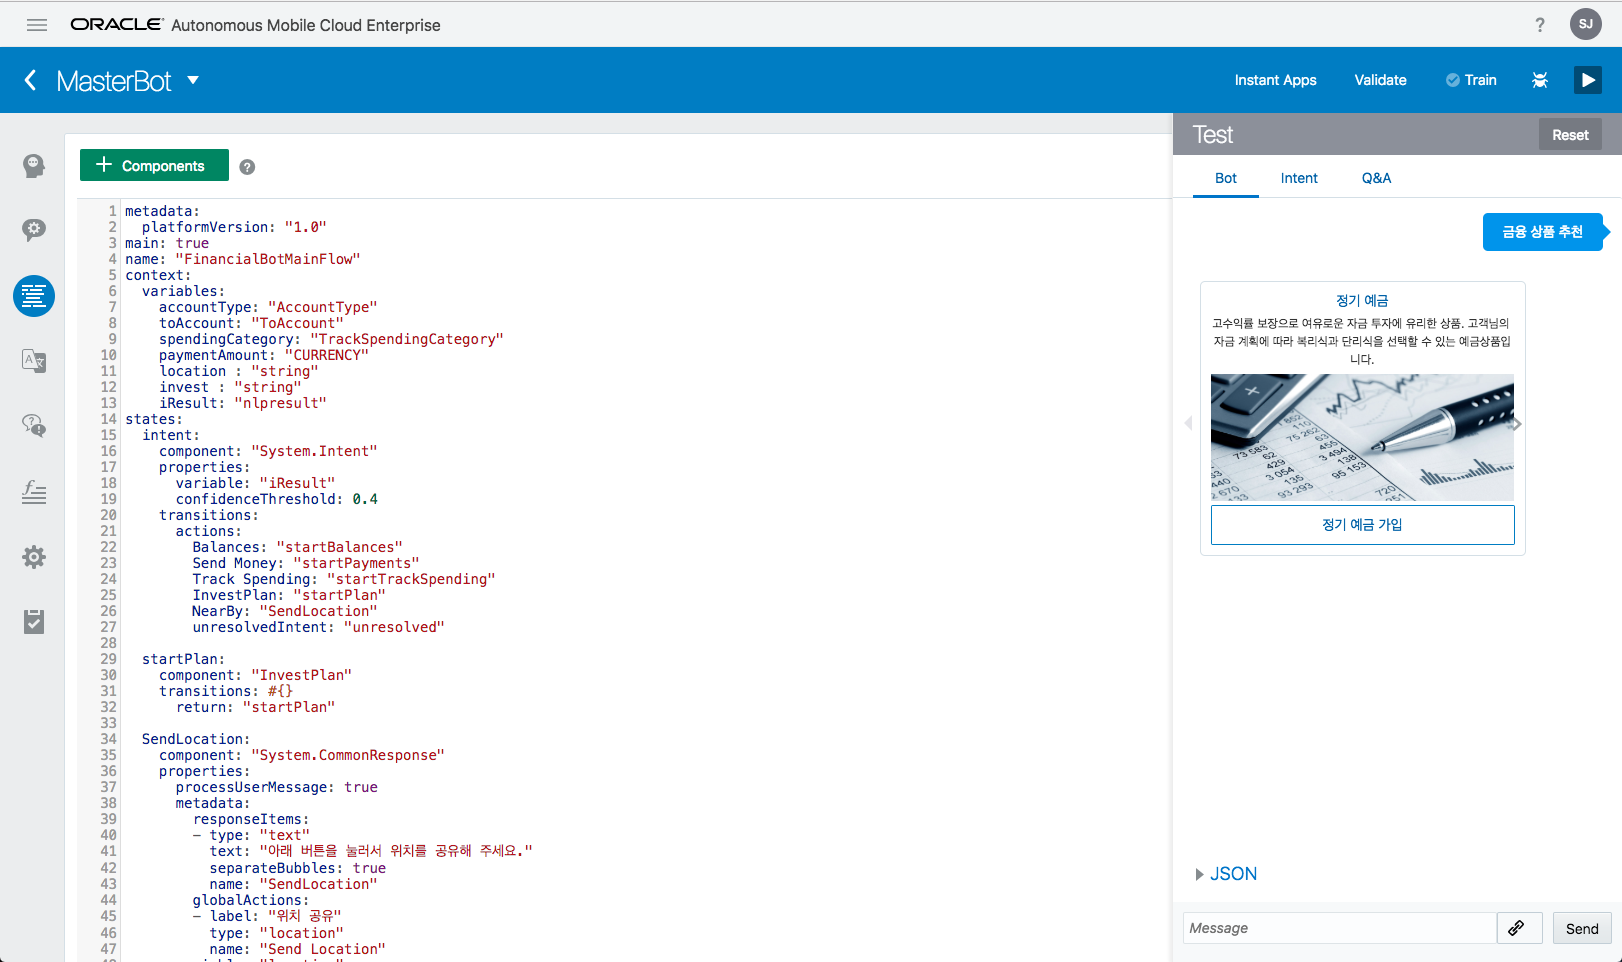 ORACLE Autonomous Mobile Cloud Enterprise
? SJ
MasterBot
Instant Apps Validate Train
+ Components ?
1 metadata:
2 platformVersion: "1.0"
3 main: true
4 name: "FinancialBotMainFlow"
5 context:
6 variables:
7 accountType: "AccountType"
8 toAccount: "ToAccount"
9 spendingCategory: "TrackSpendingCategory"
10 paymentAmount: "CURRENCY"
11 location : "string"
12 invest : "string"
13 iResult: "nlpresult"
14 states:
15 intent:
16 component: "System.Intent"
17 properties:
18 variable: "iResult"
19 confidenceThreshold: 0.4
20 transitions:
21 actions:
22 Balances: "startBalances"
23 Send Money: "startPayments"
24 Track Spending: "startTrackSpending"
25 InvestPlan: "startPlan"
26 NearBy: "SendLocation"
27 unresolvedIntent: "unresolved"
28
29 startPlan:
30 component: "InvestPlan"
31 transitions: #{}
32 return: "startPlan"
33
34 SendLocation:
35 component: "System.CommonResponse"
36 properties:
37 processUserMessage: true
38 metadata:
39 responseItems:
40 - type: "text"
41 text: "아래 버튼을 눌러서 위치를 공유해 주세요."
42 separateBubbles: true
43 name: "SendLocation"
44 globalActions:
45 - label: "위치 공유"
46 type: "location"
47 name: "Send Location"
Test
Reset
Bot Intent Q&A
금융 상품 추천
정기 예금
고수익률 보장으로 여유로운 자금 투자에 유리한 상품. 고객님의
자금 계획에 따라 복리식과 단리식을 선택할 수 있는 예금상품입
니다.
정기 예금 가입
JSON
Message
Send